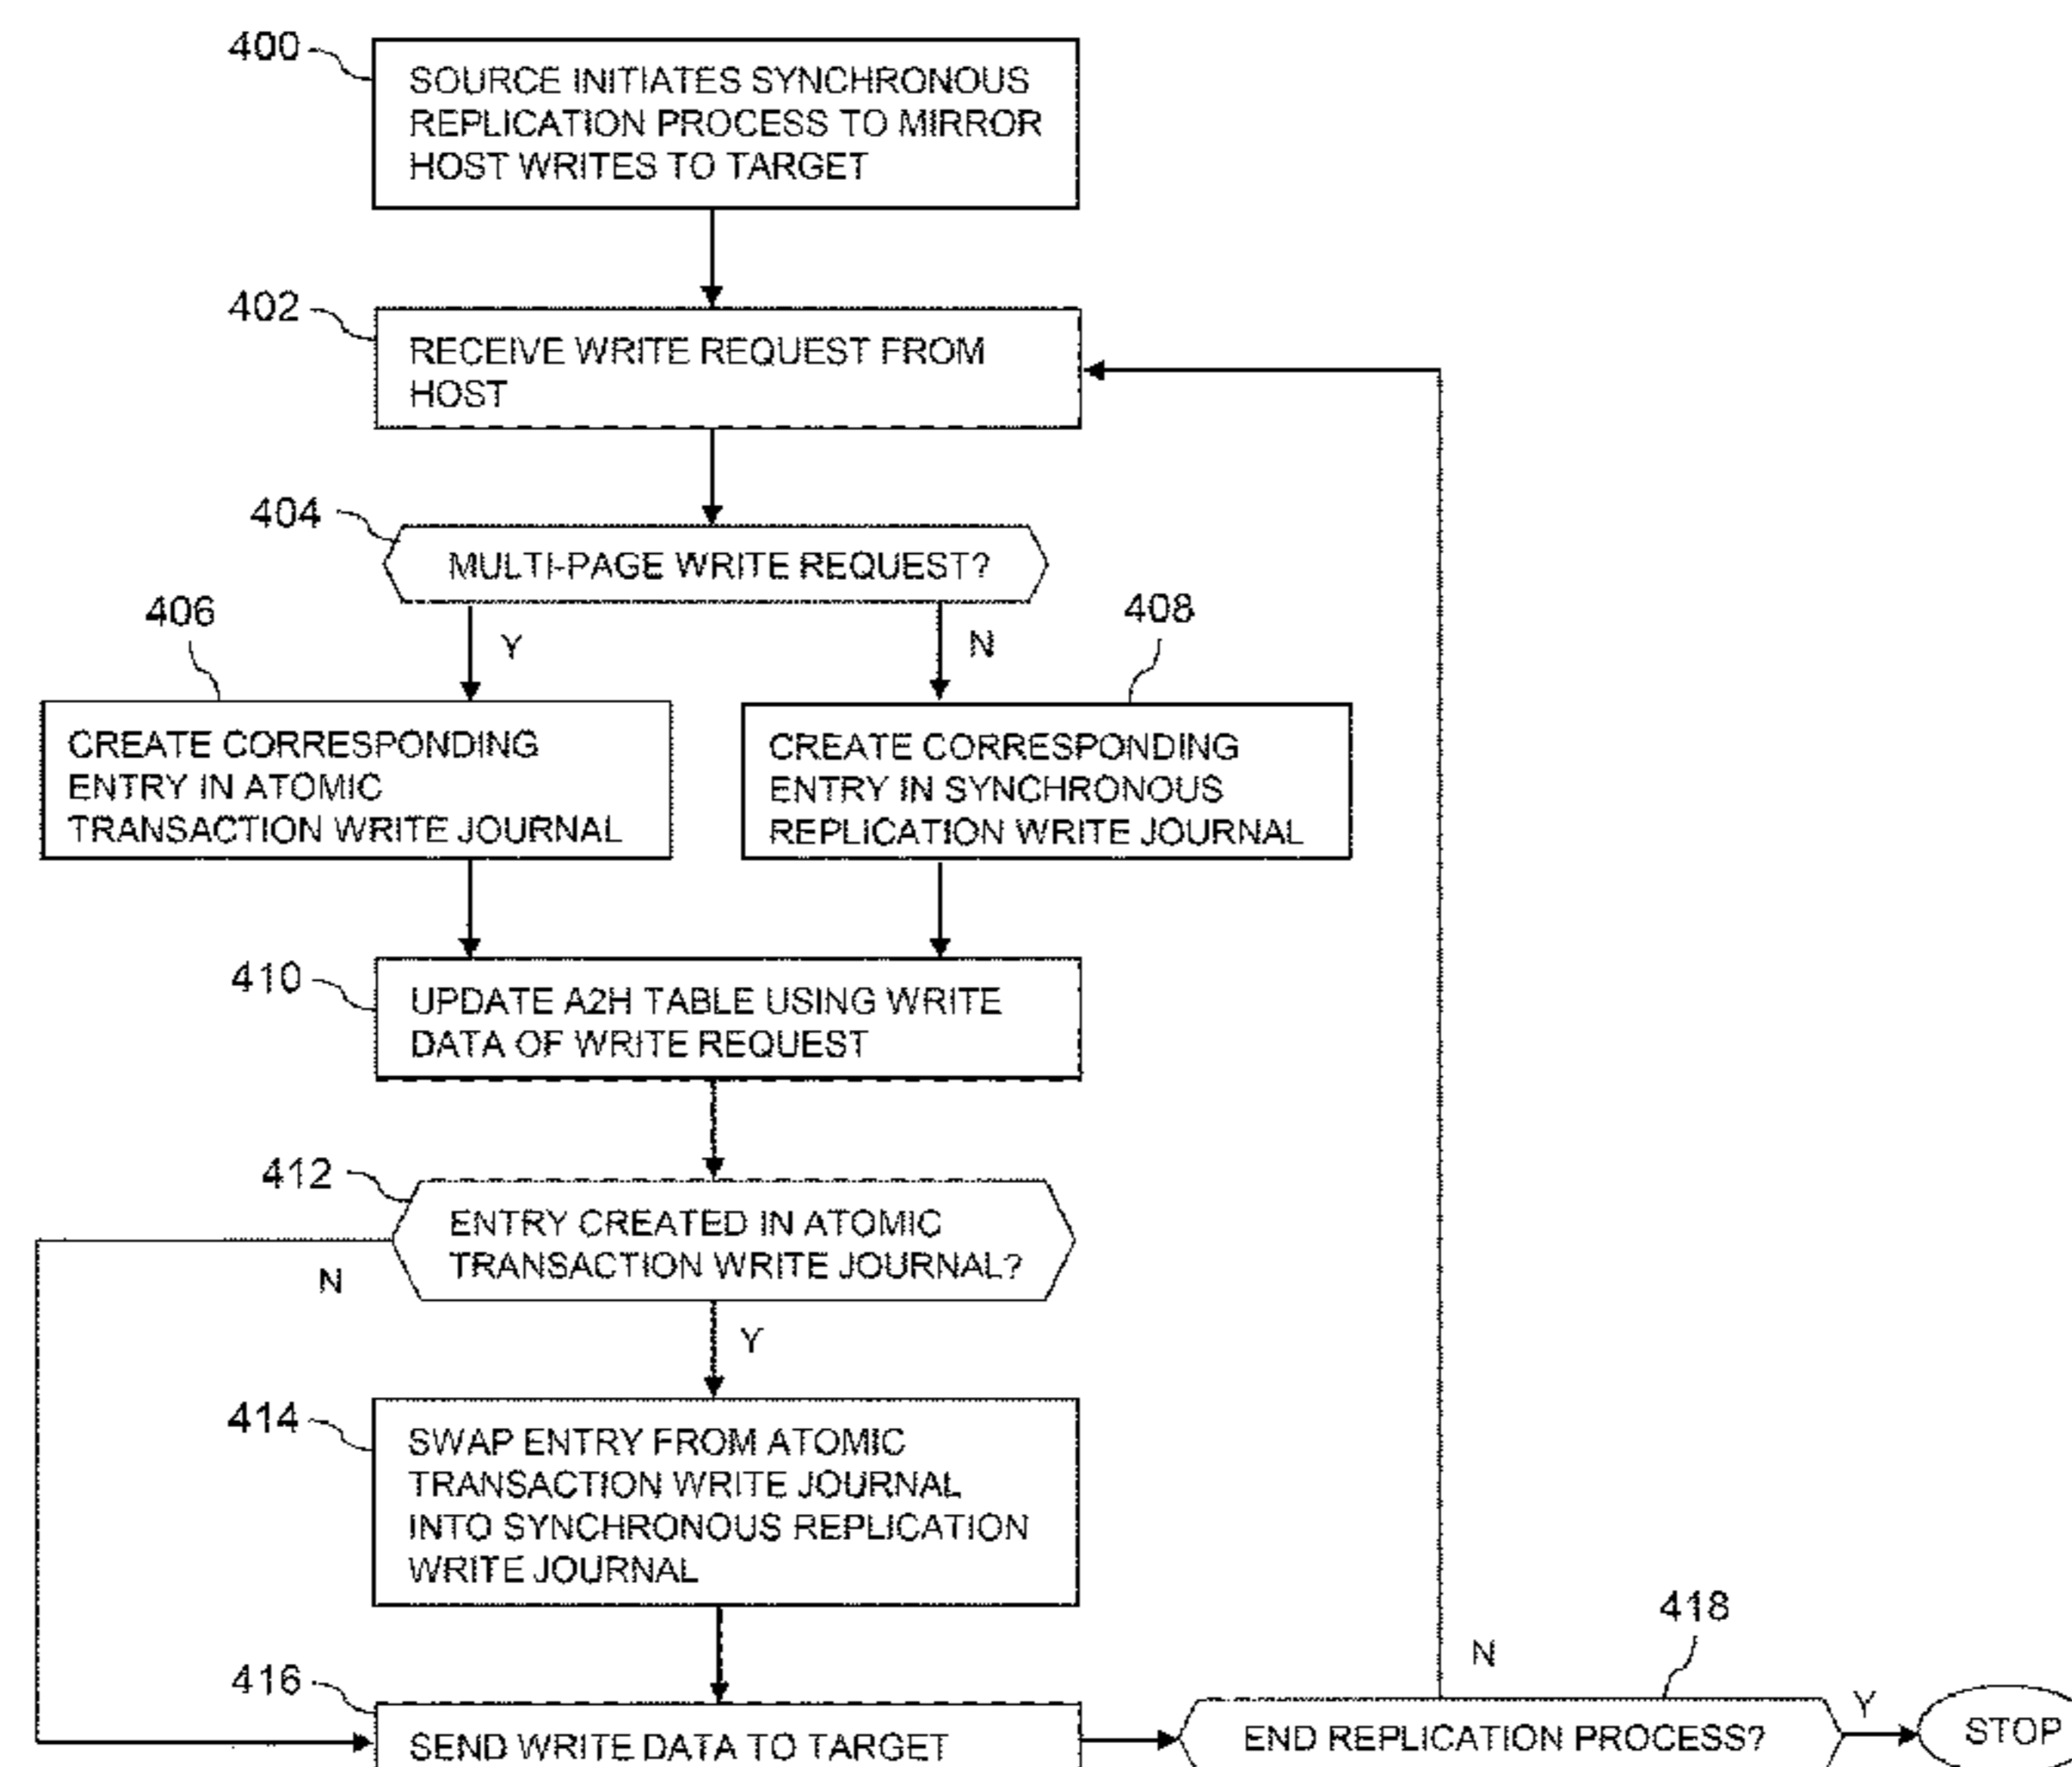 400
SOURCE INITIATES SYNCHRONOUS
REPLICATION PROCESS TO MIRROR
HOST WRITES TO TARGET
402
RECEIVE WRITE REQUEST FROM
HOST
404
MULTI-PAGE WRITE REQUEST?
406
Y
N
408
CREATE CORRESPONDING
ENTRY IN ATOMIC
TRANSACTION WRITE JOURNAL
CREATE CORRESPONDING
ENTRY IN SYNCHRONOUS
REPLICATION WRITE JOURNAL
410
UPDATE A2H TABLE USING WRITE
DATA OF WRITE REQUEST
412
ENTRY CREATED IN ATOMIC
TRANSACTION WRITE JOURNAL?
N
Y
414
SWAP ENTRY FROM ATOMIC
TRANSACTION WRITE JOURNAL
INTO SYNCHRONOUS REPLICATION
WRITE JOURNAL
416
SEND WRITE DATA TO TARGET
N
418
END REPLICATION PROCESS?
Y
STOP